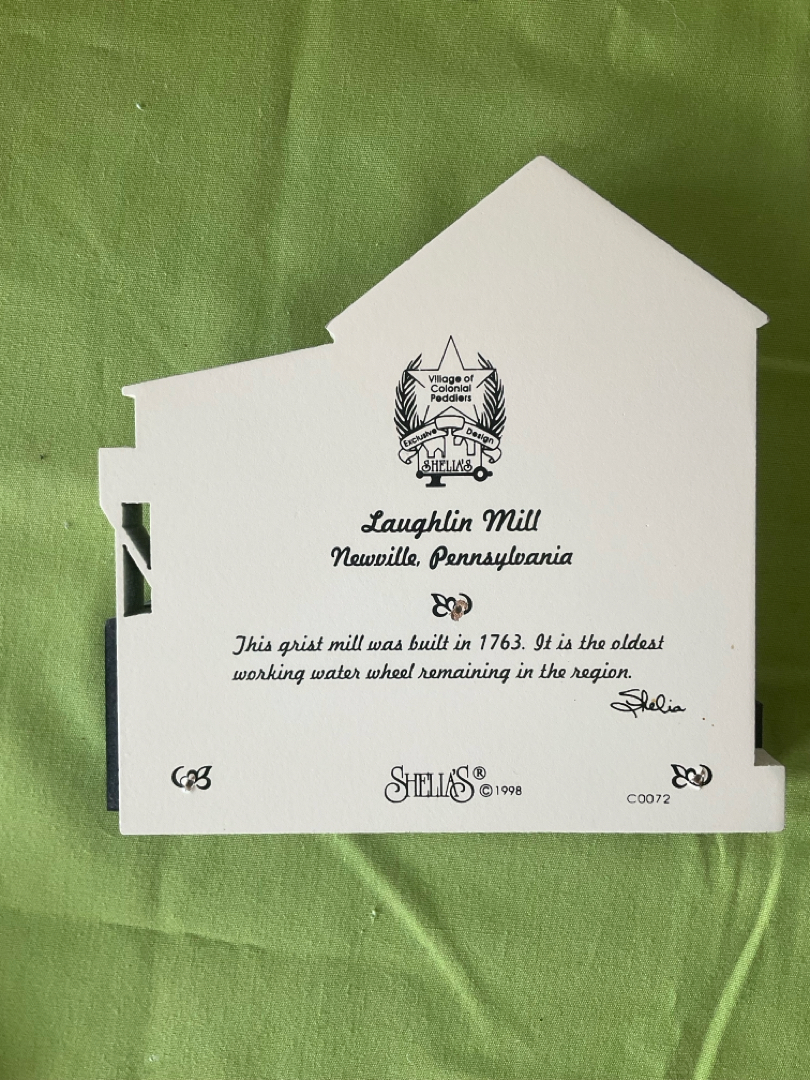 Village of
Colonial
Peddlers
Exclusive Design
SHELIA'S
Laughlin Mill
Newville, Pennsylvania
This grist mill was built in 1763. It is the oldest
working water wheel remaining in the region.
Shelia
SHELIA'S® ©1998
C0072